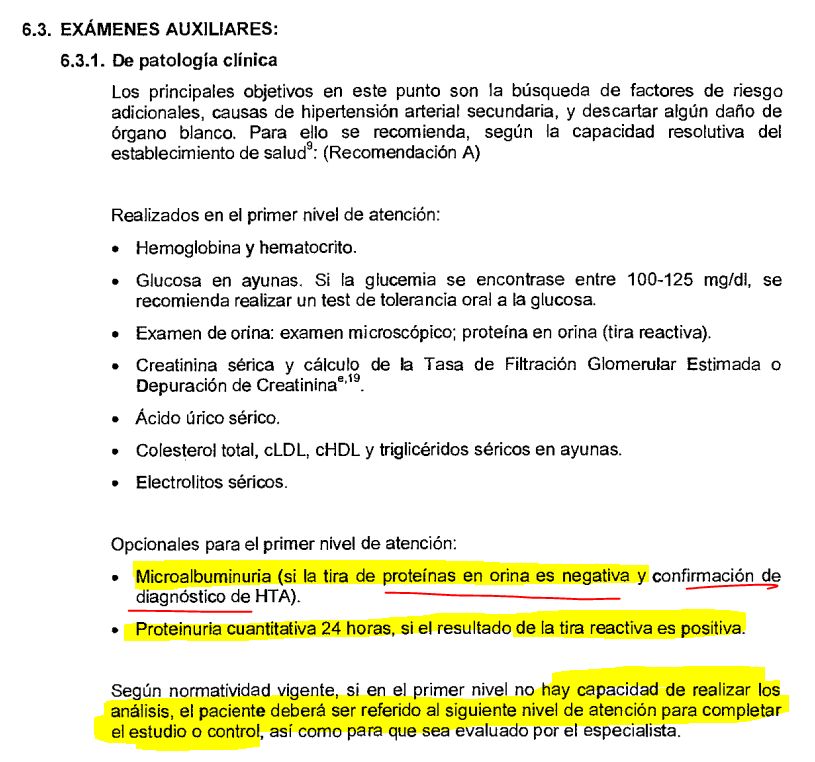 6.3. EXÁMENES AUXILIARES:
6.3.1. De patología clínica
Los principales objetivos en este punto son la búsqueda de factores de riesgo
adicionales, causas de hipertensión arterial secundaria, y descartar algún daño de
órgano blanco. Para ello se recomienda, según la capacidad resolutiva del
establecimiento de salud⁹: (Recomendación A)
Realizados en el primer nivel de atención:
• Hemoglobina y hematocrito.
• Glucosa en ayunas. Si la glucemia se encontrase entre 100-125 mg/dl, se
recomienda realizar un test de tolerancia oral a la glucosa.
• Examen de orina: examen microscópico; proteína en orina (tira reactiva).
• Creatinina sérica y cálculo de la Tasa de Filtración Glomerular Estimada o
Depuración de Creatininaᵉ,¹⁹.
• Ácido úrico sérico.
• Colesterol total, cLDL, cHDL y triglicéridos séricos en ayunas.
• Electrolitos séricos.
Opcionales para el primer nivel de atención:
• Microalbuminuria (si la tira de proteínas en orina es negativa y confirmación de
diagnóstico de HTA).
• Proteinuria cuantitativa 24 horas, si el resultado de la tira reactiva es positiva.
Según normatividad vigente, si en el primer nivel no hay capacidad de realizar los
análisis, el paciente deberá ser referido al siguiente nivel de atención para completar
el estudio o control, así como para que sea evaluado por el especialista.